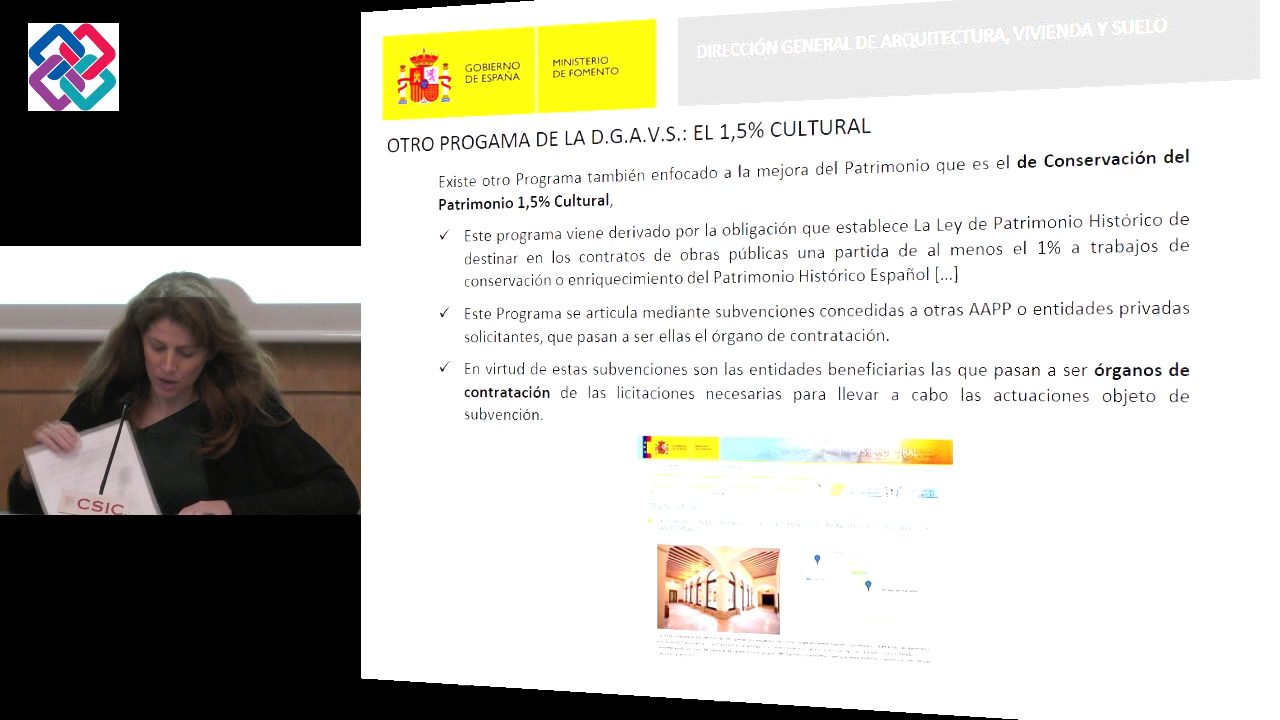 GOBIERNO
DE ESPAÑA
MINISTERIO
DE FOMENTO
DIRECCIÓN GENERAL DE ARQUITECTURA, VIVIENDA Y SUELO
OTRO PROGAMA DE LA D.G.A.V.S.: EL 1,5% CULTURAL
Existe otro Programa también enfocado a la mejora del Patrimonio que es el de Conservación del
Patrimonio 1,5% Cultural,
✓ Este programa viene derivado por la obligación que establece La Ley de Patrimonio Histórico de
destinar en los contratos de obras públicas una partida de al menos el 1% a trabajos de
conservación o enriquecimiento del Patrimonio Histórico Español [...]
✓ Este Programa se articula mediante subvenciones concedidas a otras AAPP o entidades privadas
solicitantes, que pasan a ser ellas el órgano de contratación.
✓ En virtud de estas subvenciones son las entidades beneficiarias las que pasan a ser órganos de
contratación de las licitaciones necesarias para llevar a cabo las actuaciones objeto de
subvención.
CSIC